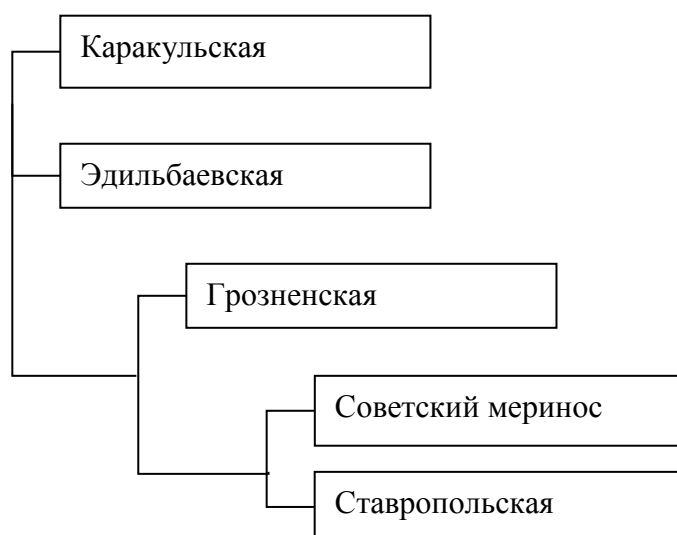 Каракульская
Эдильбаевская
Грозненская
Советский меринос
Ставропольская